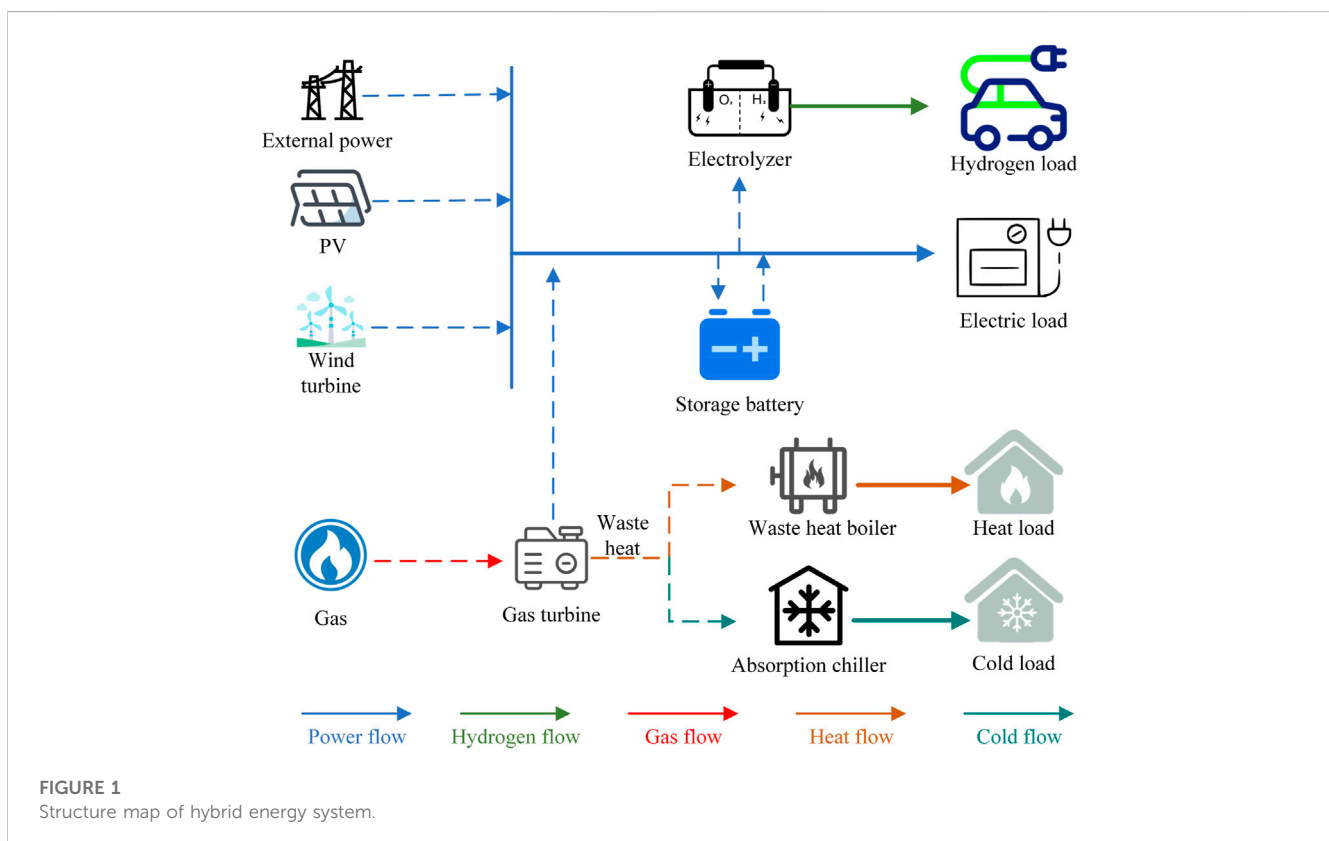 External power
PV
Wind
turbine
O₂ H₂
Electrolyzer
Hydrogen load
Electric load
Storage battery
Gas
Gas turbine
Waste
heat
Waste heat boiler
Heat load
Absorption chiller
Cold load
Power flow
Hydrogen flow
Gas flow
Heat flow
Cold flow
FIGURE 1
Structure map of hybrid energy system.